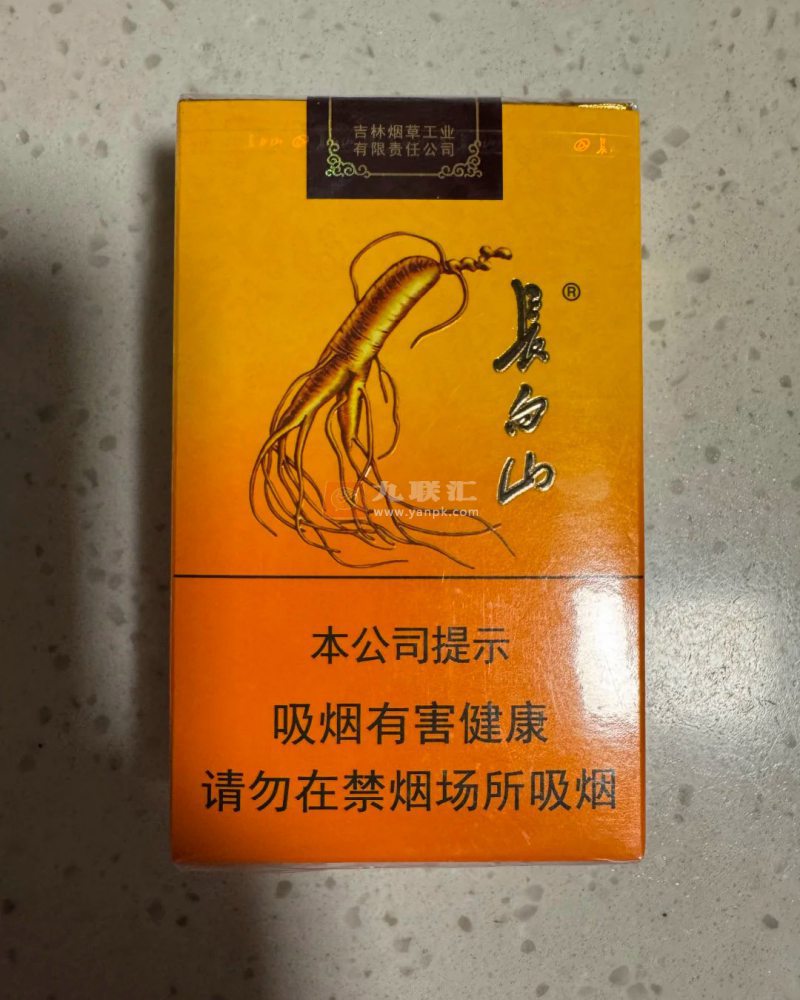 吉林烟草工业
有限责任公司
長白山®
九联汇
www.yanpk.com
本公司提示
吸烟有害健康
请勿在禁烟场所吸烟